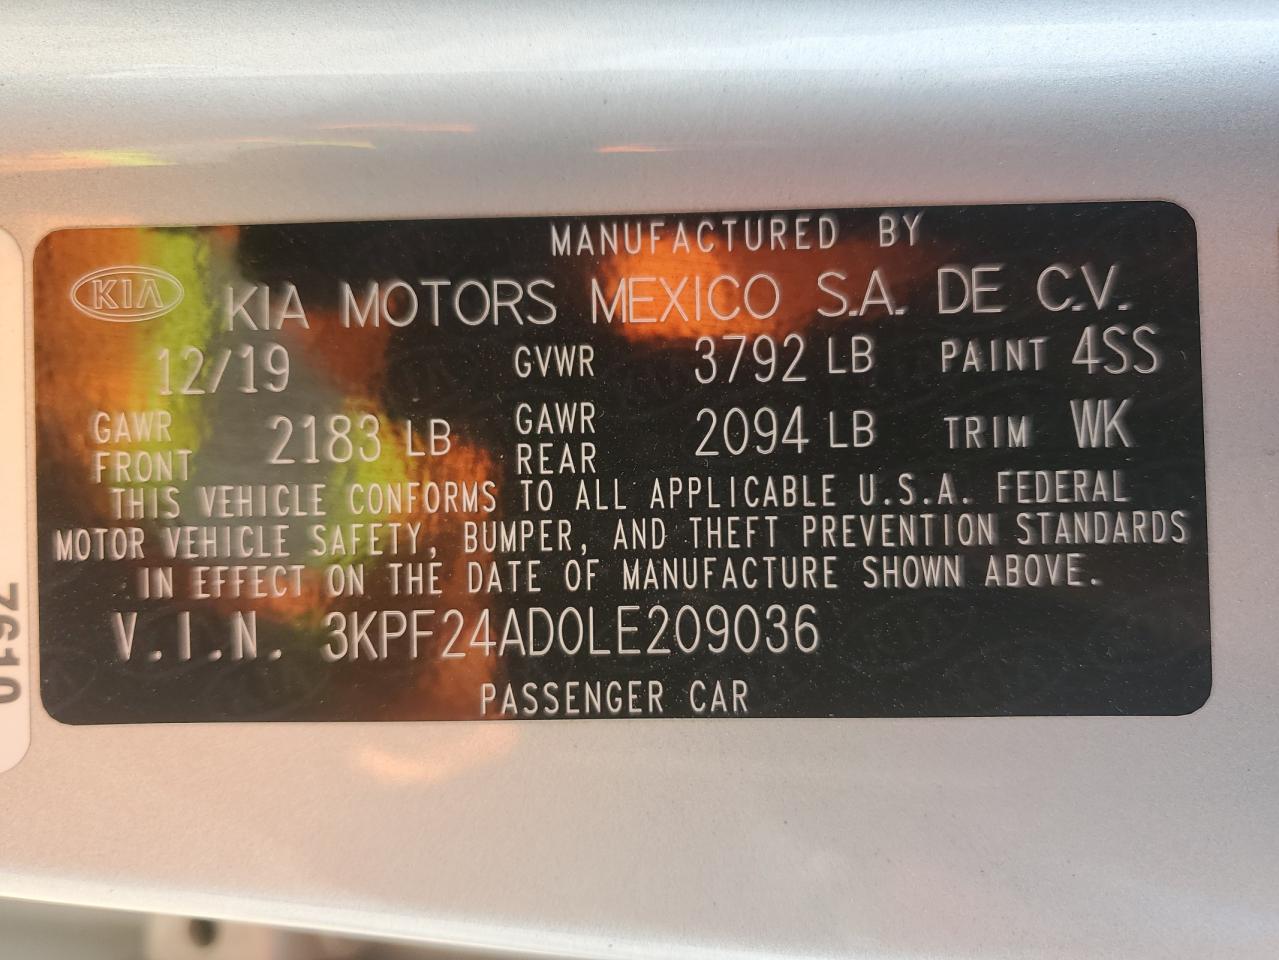 MANUFACTURED BY
KIA KIA MOTORS MEXICO S.A. DE C.V.
12/19 GVWR 3792 LB PAINT 4SS
GAWR FRONT 2183 LB GAWR REAR 2094 LB TRIM WK
THIS VEHICLE CONFORMS TO ALL APPLICABLE U.S.A. FEDERAL
MOTOR VEHICLE SAFETY, BUMPER, AND THEFT PREVENTION STANDARDS
IN EFFECT ON THE DATE OF MANUFACTURE SHOWN ABOVE.
V.I.N. 3KPF24AD0LE209036
PASSENGER CAR